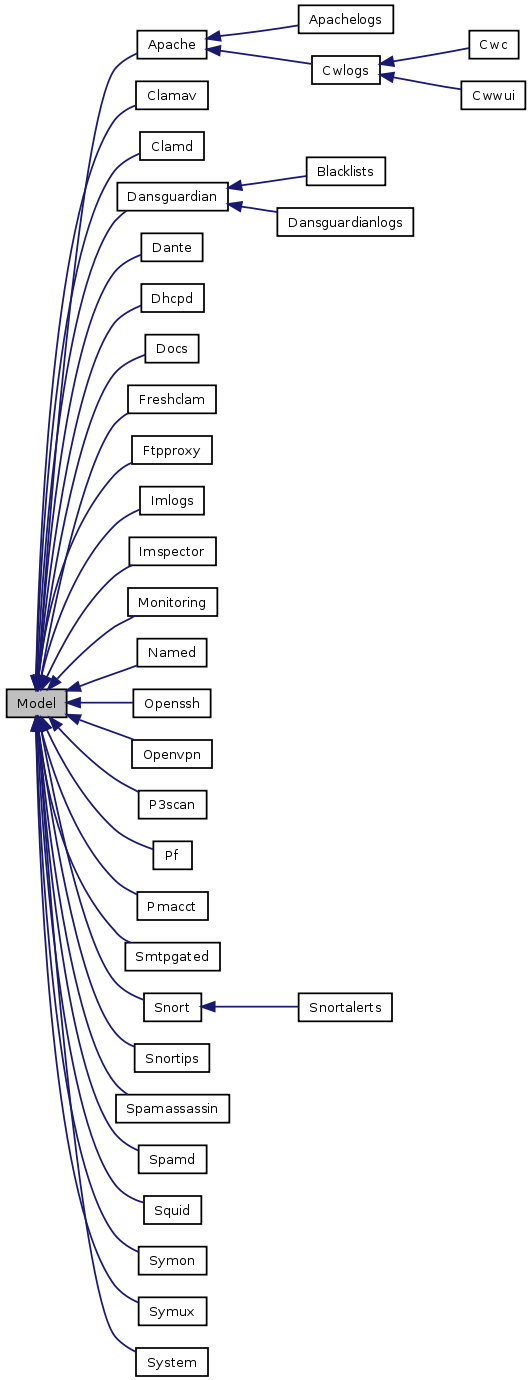 Apachelogs
Apache
Cwc
Cwlogs
Clamav
Cwwui
Clamd
Blacklists
Dansguardian
Dansguardianlogs
Dante
Dhcpd
Docs
Freshclam
Ftpproxy
Imlogs
Imspector
Monitoring
Named
Model
Openssh
Openvpn
P3scan
Pf
Pmacct
Smtpgated
Snort
Snortalerts
Snortips
Spamassassin
Spamd
Squid
Symon
Symux
System